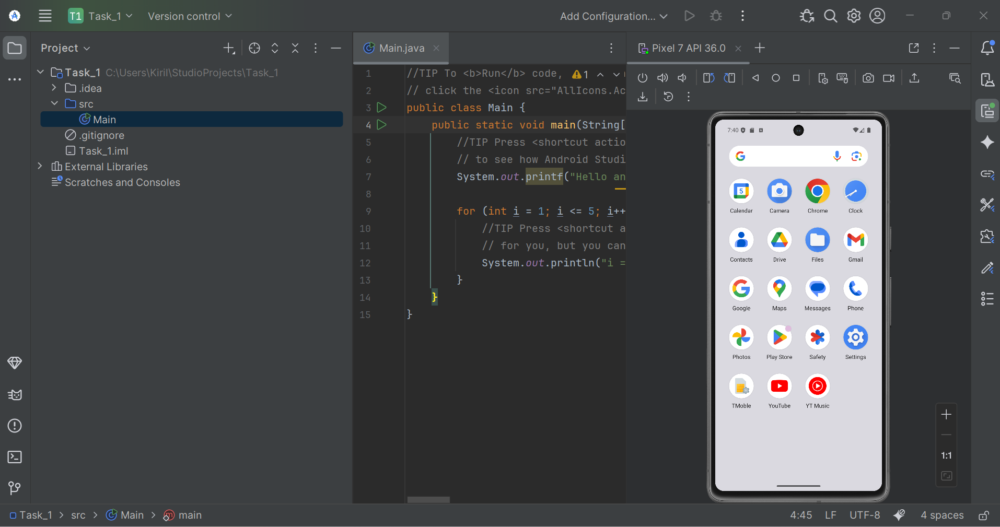 T1 Task_1 Version control Add Configuration...
Project
Task_1 C:\Users\Kiril\StudioProjects\Task_1
.idea
src
Main
.gitignore
Task_1.iml
External Libraries
Scratches and Consoles
Main.java
1 //TIP To <b>Run</b> code, 1
2 // click the <icon src="AllIcons.Ac
3 public class Main {
4 public static void main(String[
5 //TIP Press <shortcut actio
6 // to see how Android Studi
7 System.out.printf("Hello an
8
9 for (int i = 1; i <= 5; i++
10 //TIP Press <shortcut a
11 // for you, but you can
12 System.out.println("i =
13 }
14 }
15 }
Pixel 7 API 36.0
7:40
5
Calendar Camera Chrome Clock
Contacts Drive Files Gmail
Google Maps Messages Phone
Photos Play Store Safety Settings
TMoble YouTube YT Music
1:1
Task_1 > src > Main > main
4:45 LF UTF-8 4 spaces